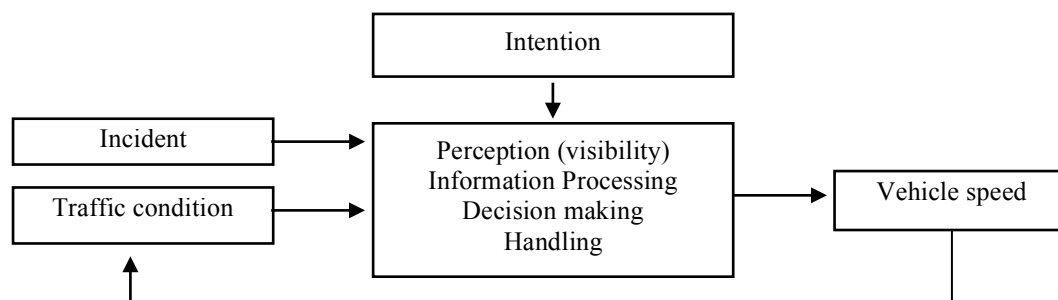 Intention
Incident
Traffic condition
Perception (visibility)
Information Processing
Decision making
Handling
Vehicle speed